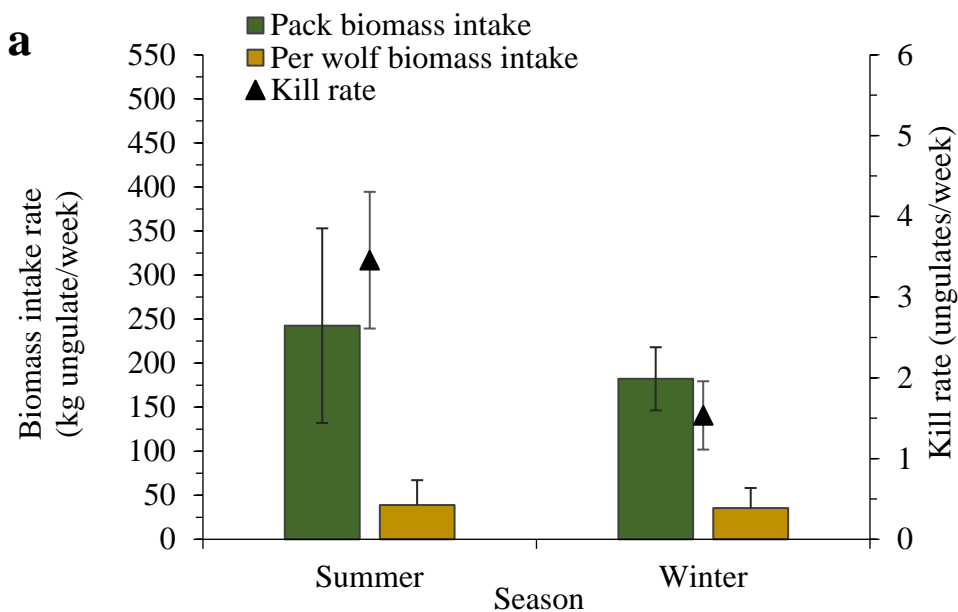 a
Pack biomass intake
Per wolf biomass intake
Kill rate
Biomass intake rate
(kg ungulate/week)
550
500
450
400
350
300
250
200
150
100
50
0
6
5
4
3
2
1
0
Kill rate (ungulates/week)
Summer
Winter
Season